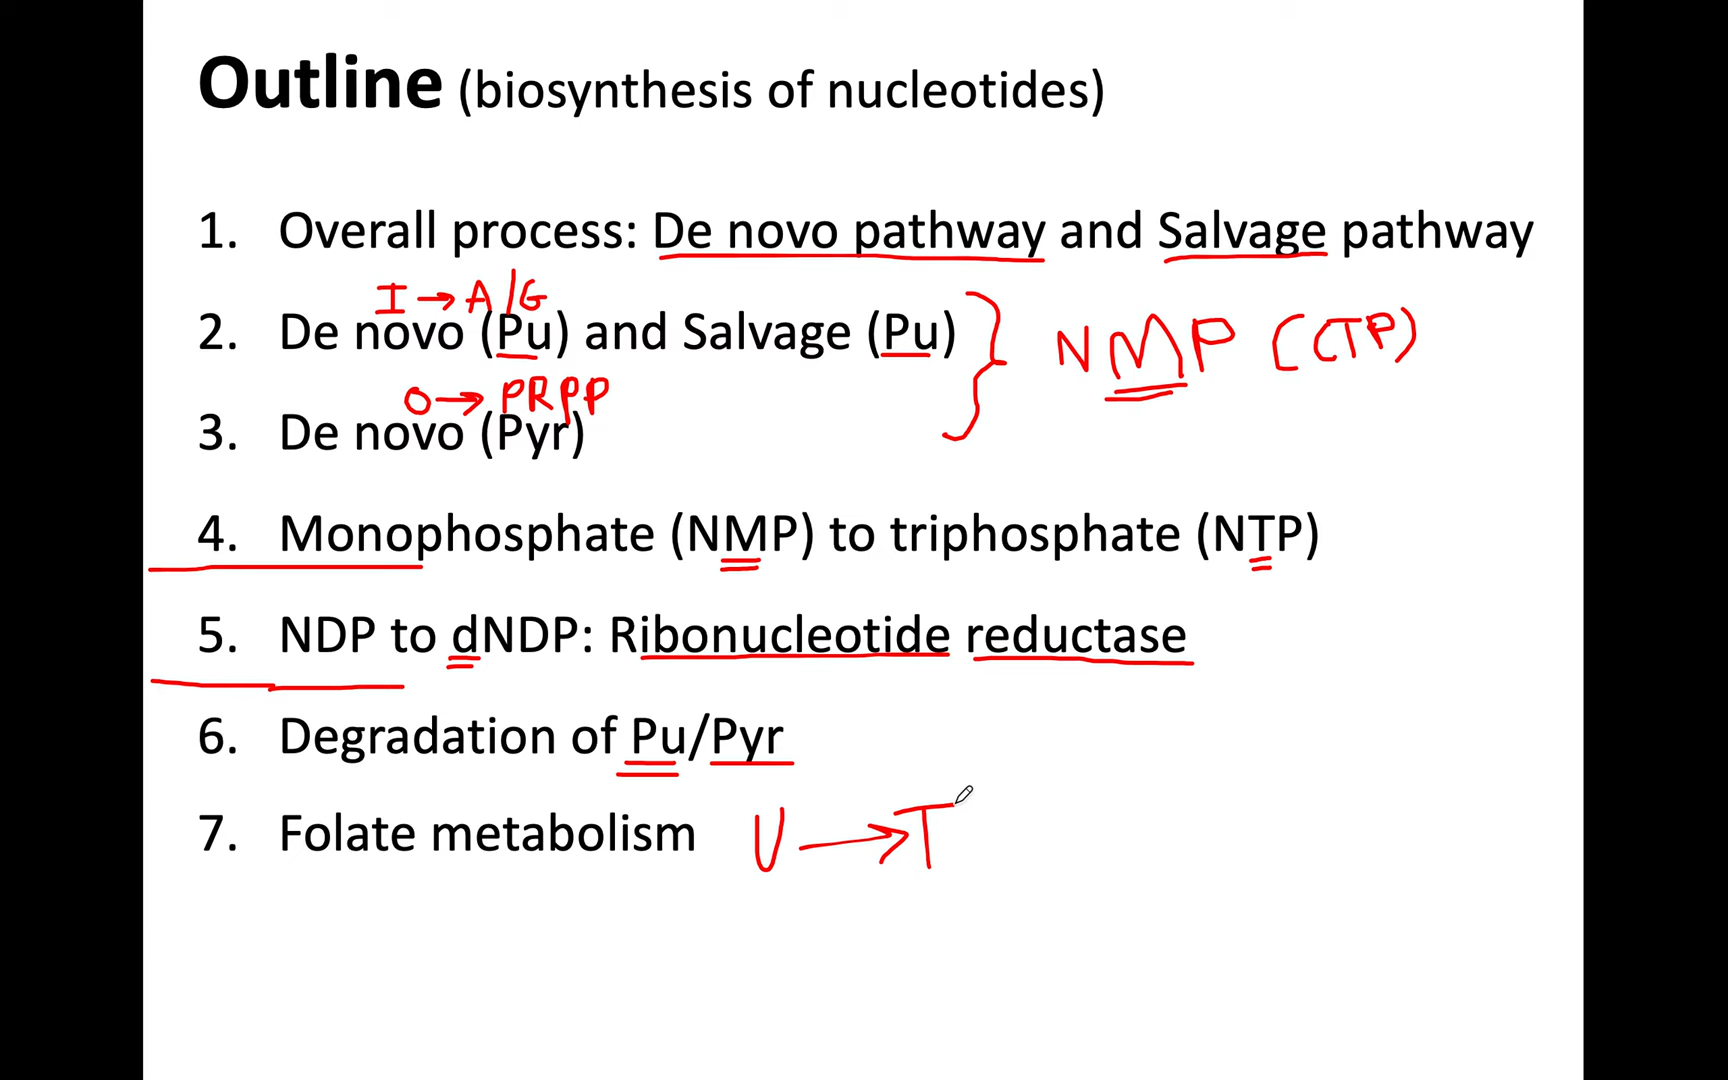 Outline (biosynthesis of nucleotides)
1. Overall process: De novo pathway and Salvage pathway
I → A/G
2. De novo (Pu) and Salvage (Pu) } NMP (CTP)
O → PRPP
3. De novo (Pyr)
4. Monophosphate (NMP) to triphosphate (NTP)
5. NDP to dNDP: Ribonucleotide reductase
6. Degradation of Pu/Pyr
7. Folate metabolism U → T